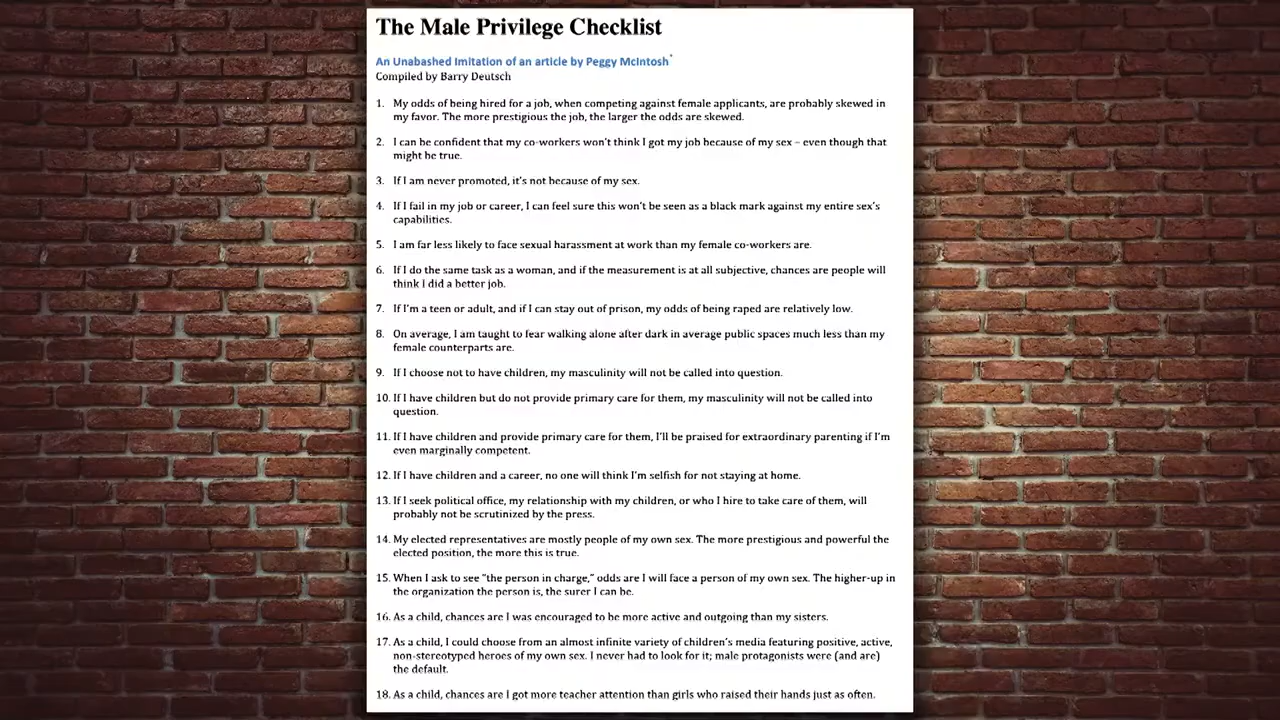 The Male Privilege Checklist
An Unabashed Imitation of an article by Peggy McIntosh*
Compiled by Barry Deutsch
1. My odds of being hired for a job, when competing against female applicants, are probably skewed in
my favor. The more prestigious the job, the larger the odds are skewed.
2. I can be confident that my co-workers won't think I got my job because of my sex – even though that
might be true.
3. If I am never promoted, it's not because of my sex.
4. If I fail in my job or career, I can feel sure this won't be seen as a black mark against my entire sex's
capabilities.
5. I am far less likely to face sexual harassment at work than my female co-workers are.
6. If I do the same task as a woman, and if the measurement is at all subjective, chances are people will
think I did a better job.
7. If I'm a teen or adult, and if I can stay out of prison, my odds of being raped are relatively low.
8. On average, I am taught to fear walking alone after dark in average public spaces much less than my
female counterparts are.
9. If I choose not to have children, my masculinity will not be called into question.
10. If I have children but do not provide primary care for them, my masculinity will not be called into
question.
11. If I have children and provide primary care for them, I'll be praised for extraordinary parenting if I'm
even marginally competent.
12. If I have children and a career, no one will think I'm selfish for not staying at home.
13. If I seek political office, my relationship with my children, or who I hire to take care of them, will
probably not be scrutinized by the press.
14. My elected representatives are mostly people of my own sex. The more prestigious and powerful the
elected position, the more this is true.
15. When I ask to see "the person in charge," odds are I will face a person of my own sex. The higher-up in
the organization the person is, the surer I can be.
16. As a child, chances are I was encouraged to be more active and outgoing than my sisters.
17. As a child, I could choose from an almost infinite variety of children's media featuring positive, active,
non-stereotyped heroes of my own sex. I never had to look for it; male protagonists were (and are)
the default.
18. As a child, chances are I got more teacher attention than girls who raised their hands just as often.